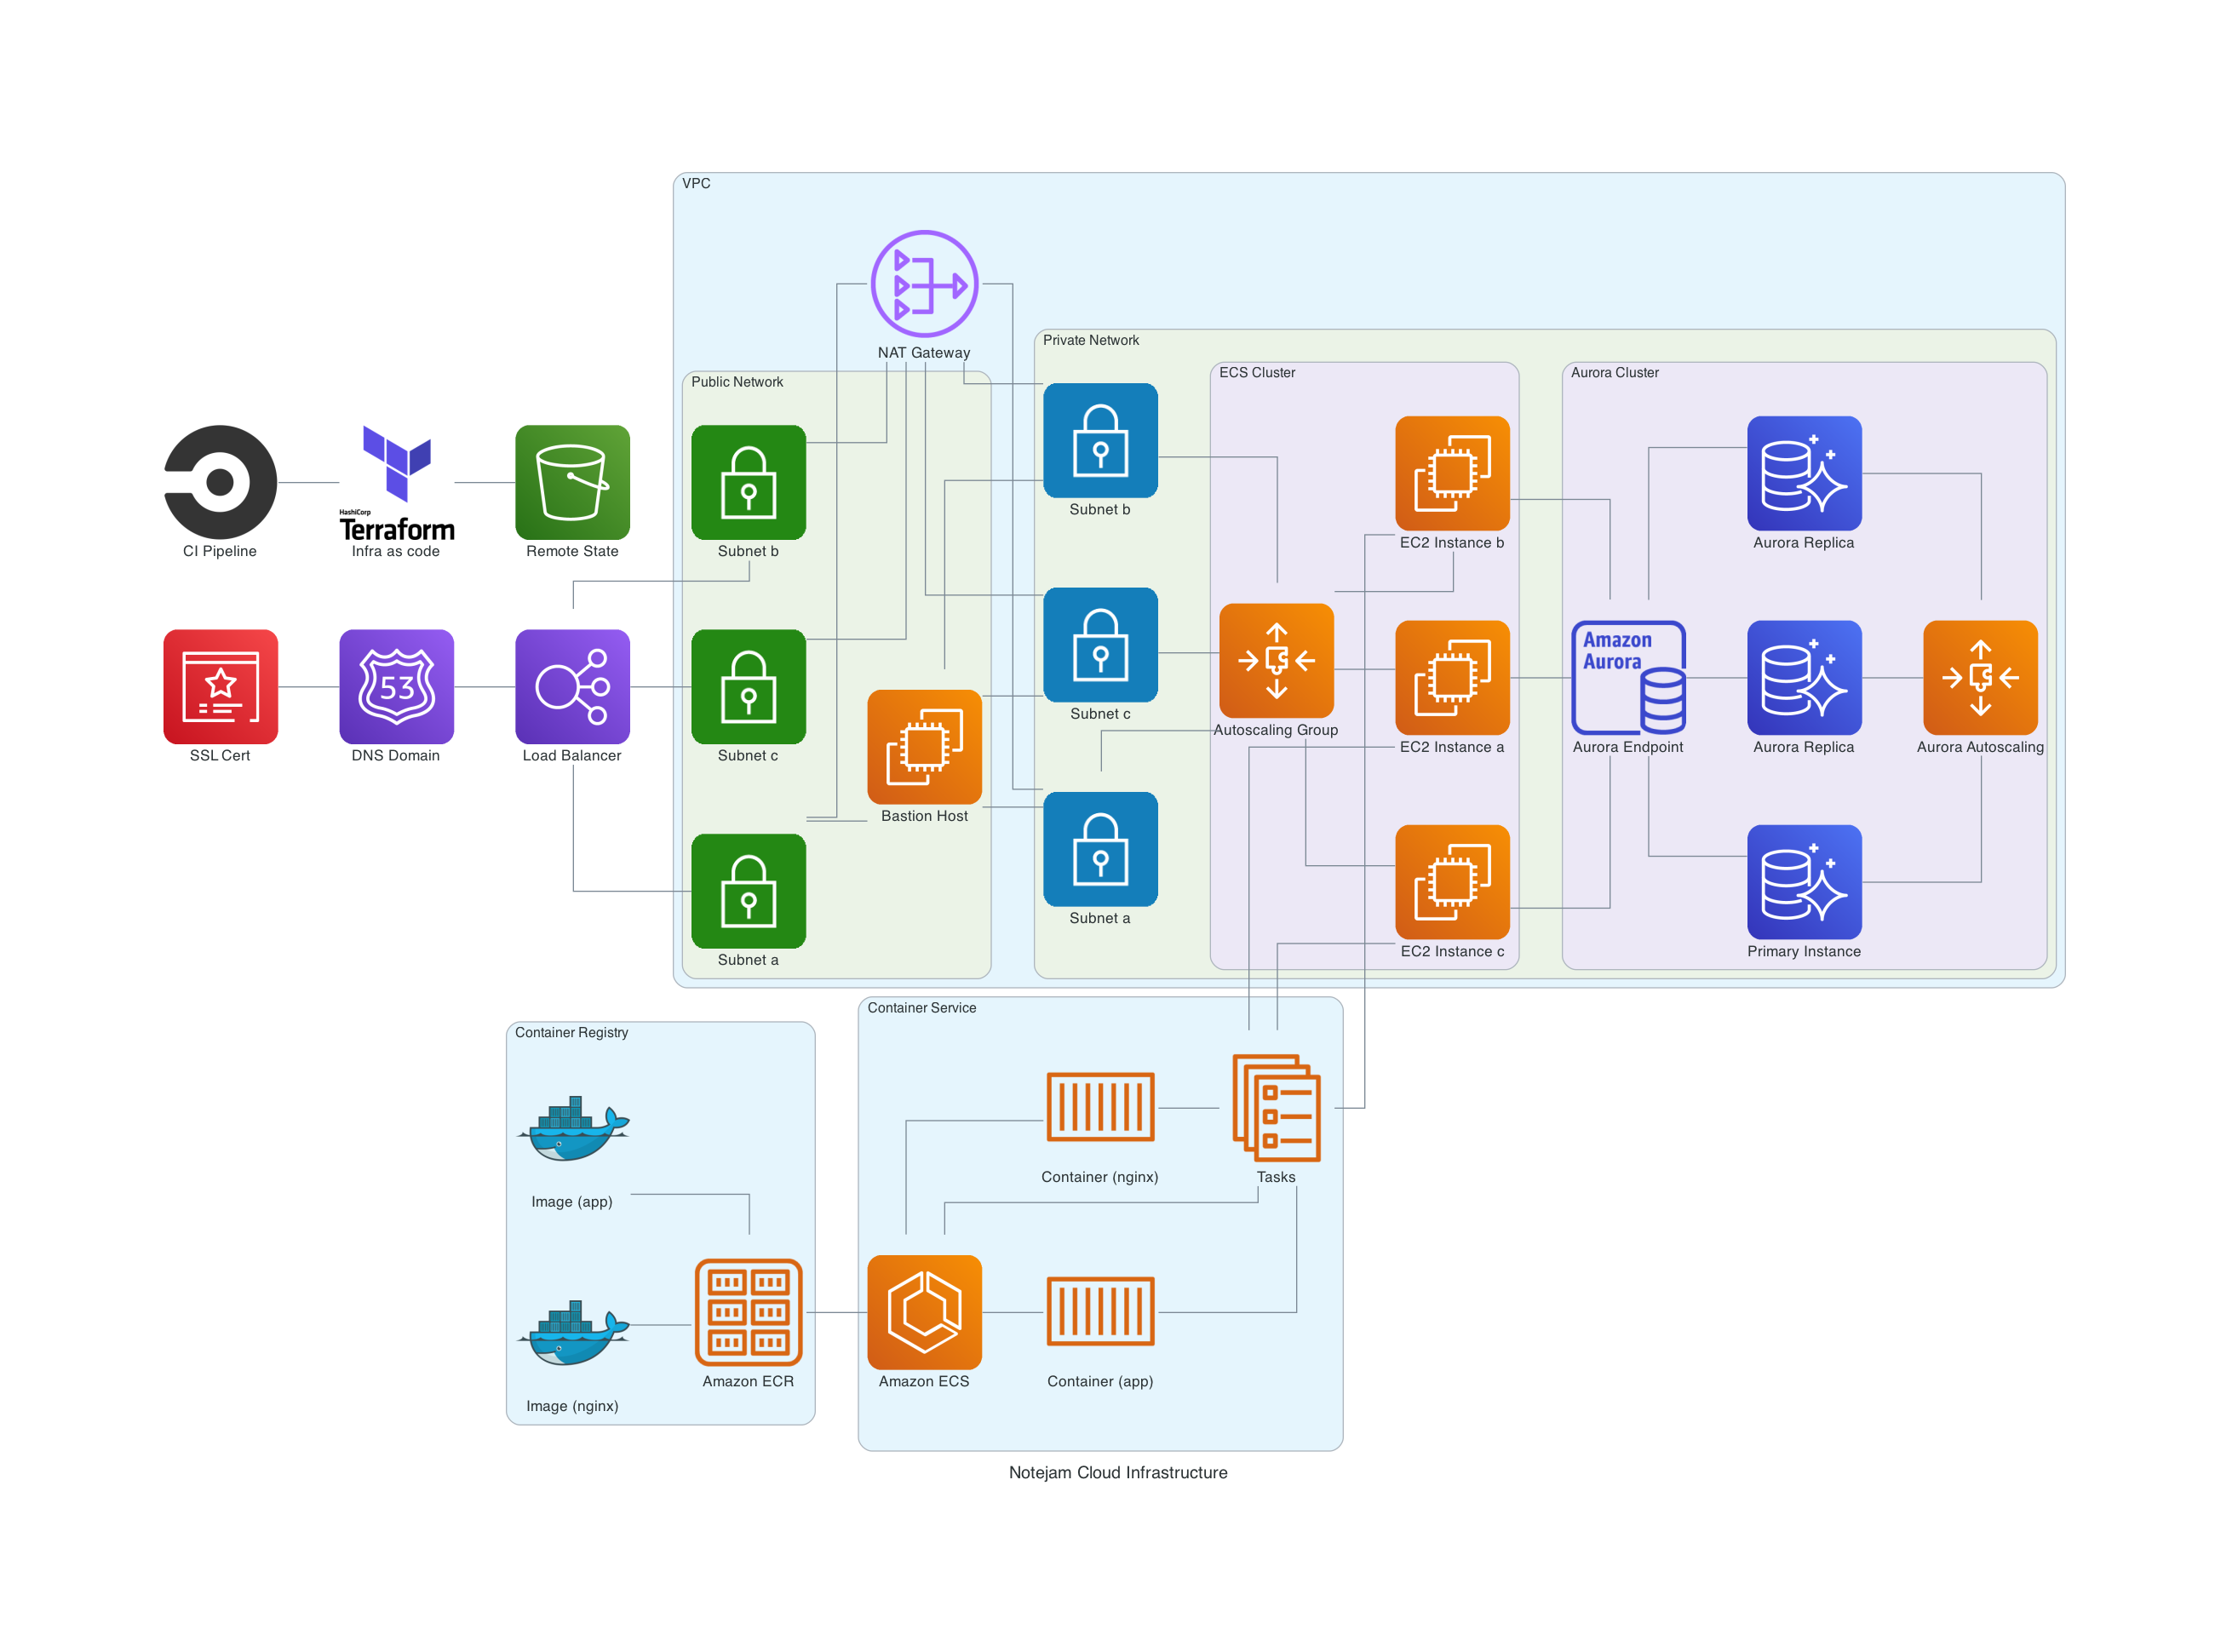 VPC
NAT Gateway
Private Network
Public Network
ECS Cluster
Aurora Cluster
HashiCorp
Terraform
CI Pipeline
Infra as code
Remote State
Subnet b
Subnet b
EC2 Instance b
Aurora Replica
53
SSL Cert
DNS Domain
Load Balancer
Subnet c
Bastion Host
Subnet c
Autoscaling Group
EC2 Instance a
Amazon
Aurora
Aurora Endpoint
Aurora Replica
Aurora Autoscaling
Subnet a
Subnet a
EC2 Instance c
Primary Instance
Container Registry
Container Service
Image (app)
Container (nginx)
Tasks
Image (nginx)
Amazon ECR
Amazon ECS
Container (app)
Notejam Cloud Infrastructure